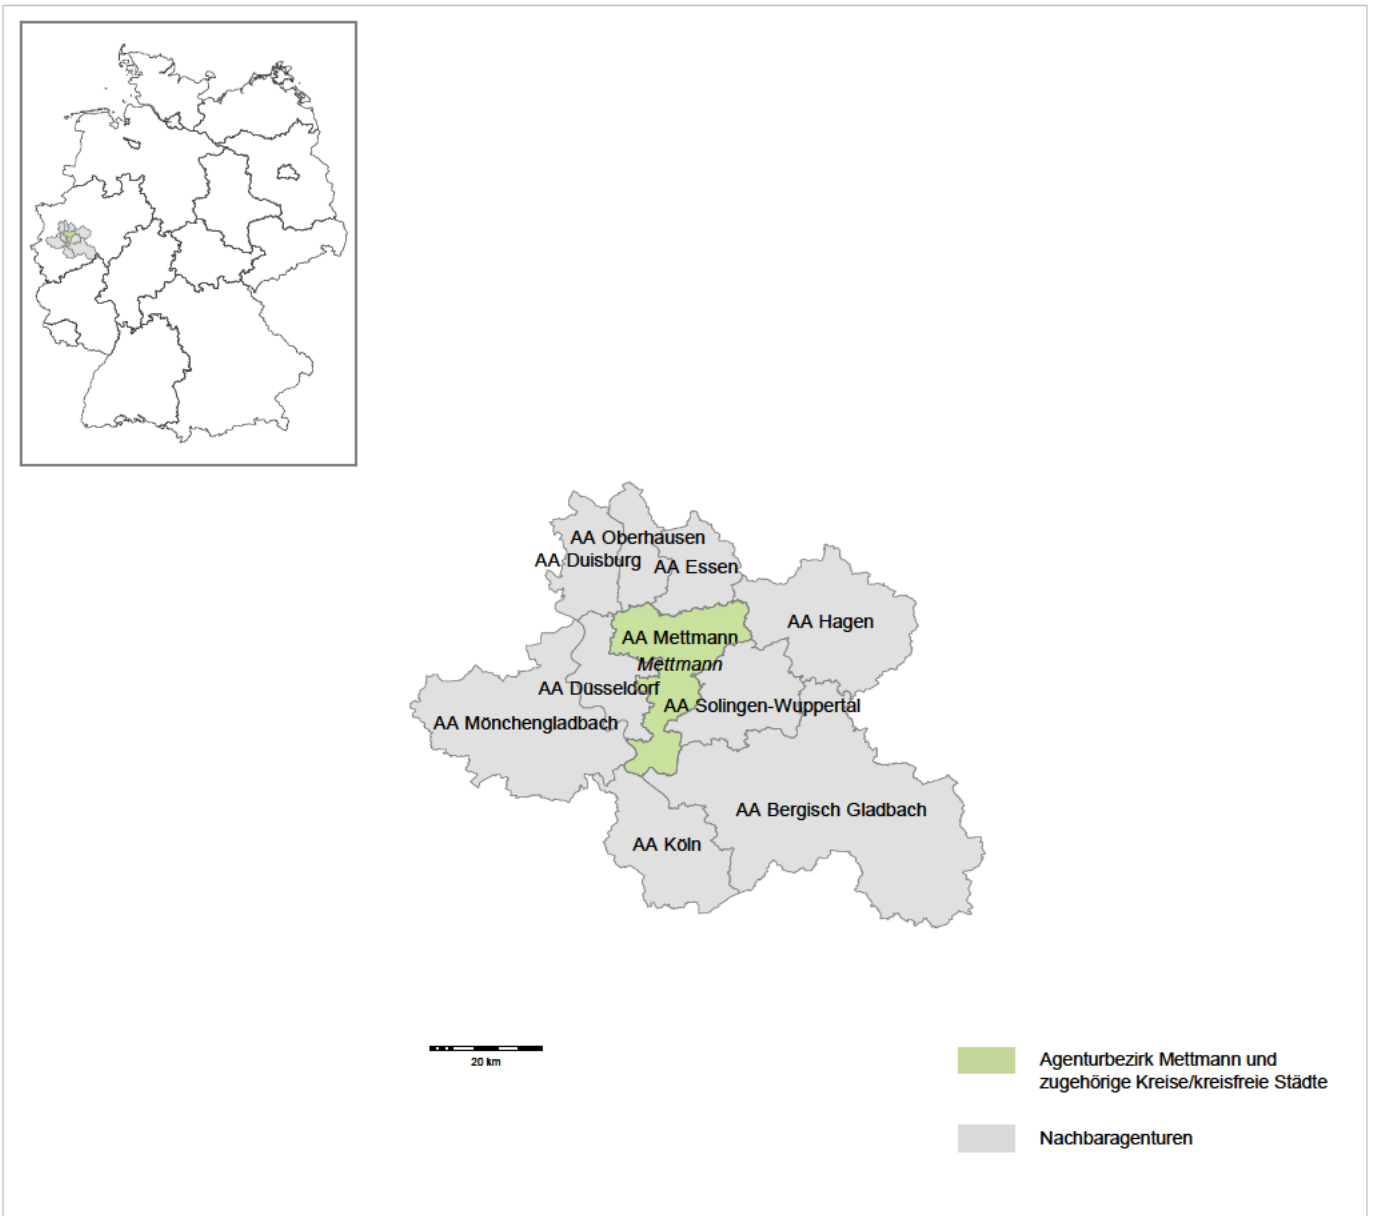 AA Oberhausen
AA Duisburg
AA Essen
AA Hagen
AA Mettmann
Mettmann
AA Düsseldorf
AA Solingen-Wuppertal
AA Mönchengladbach
AA Bergisch Gladbach
AA Köln
20 km
Agenturbezirk Mettmann und
zugehörige Kreise/kreisfreie Städte
Nachbaragenturen